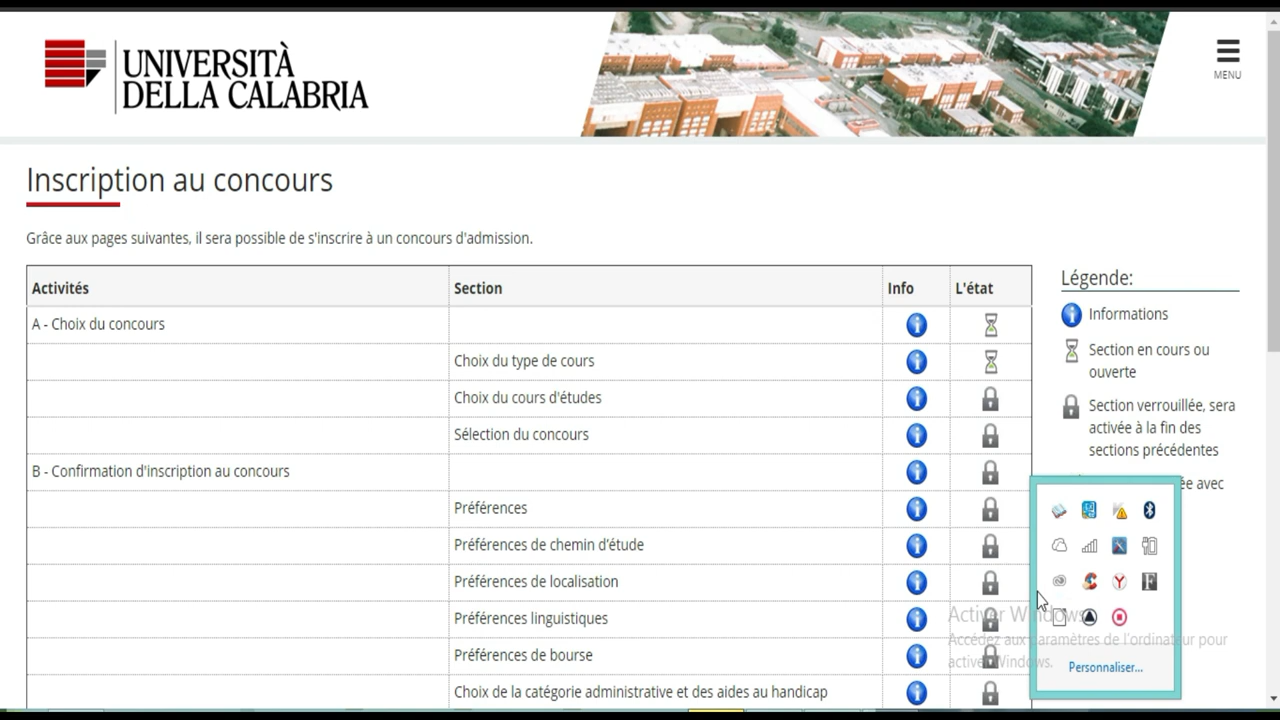 UNIVERSITÀ
DELLA CALABRIA
MENU
Inscription au concours
Grâce aux pages suivantes, il sera possible de s'inscrire à un concours d'admission.
Activités Section Info L'état
A - Choix du concours
Choix du type de cours
Choix du cours d'études
Sélection du concours
B - Confirmation d'inscription au concours
Préférences
Préférences de chemin d'étude
Préférences de localisation
Préférences linguistiques
Préférences de bourse
Choix de la catégorie administrative et des aides au handicap
Légende:
Informations
Section en cours ou
ouverte
Section verrouillée, sera
activée à la fin des
sections précédentes
ée avec
Activer Windows
Accédez aux paramètres de l'ordinateur pour
activer Windows.
Personnaliser...